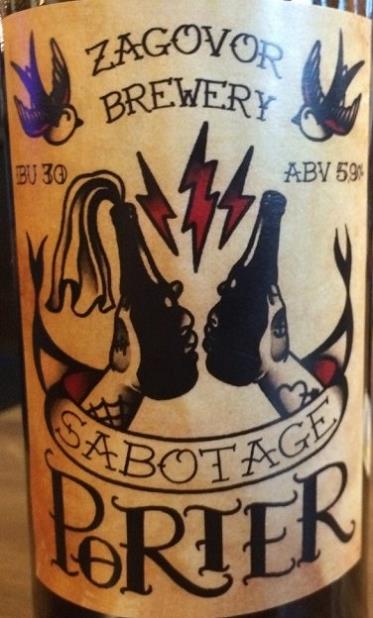 ZAGOVOR
BREWERY
IBU 30
ABV 5,9%
SABOTAGE
PORTER